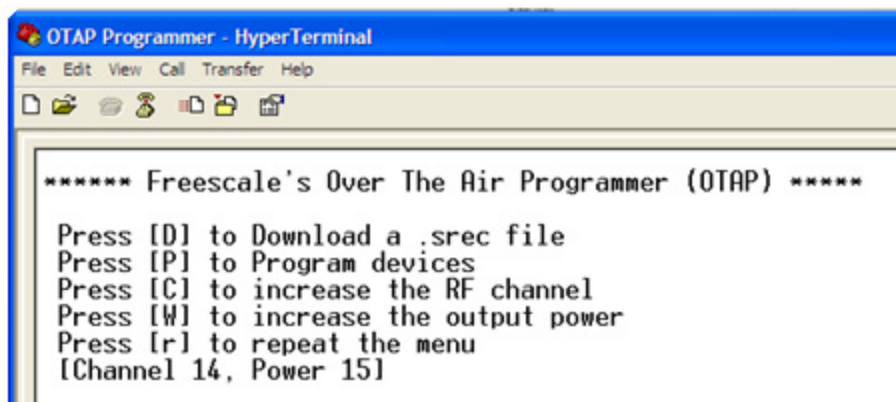 OTAP Programmer - HyperTerminal
File Edit View Call Transfer Help
****** Freescale's Over The Air Programmer (OTAP) *****
Press [D] to Download a .srec file
Press [P] to Program devices
Press [C] to increase the RF channel
Press [W] to increase the output power
Press [r] to repeat the menu
[Channel 14, Power 15]